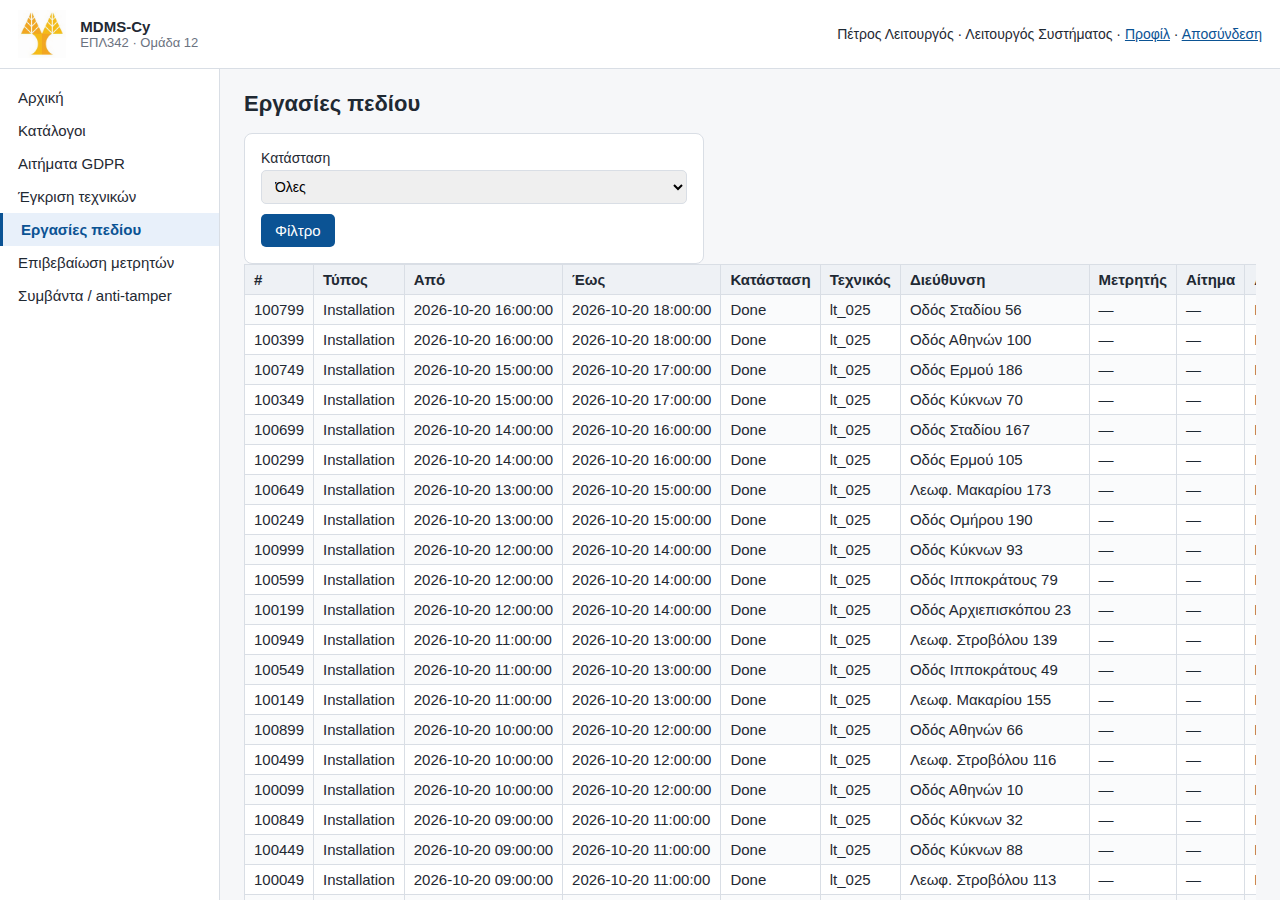 MDMS-Cy
ΕΠΛ342 · Ομάδα 12
Πέτρος Λειτουργός · Λειτουργός Συστήματος · Προφίλ · Αποσύνδεση
Αρχική
Κατάλογοι
Αιτήματα GDPR
Έγκριση τεχνικών
Εργασίες πεδίου
Επιβεβαίωση μετρητών
Συμβάντα / anti-tamper
Εργασίες πεδίου
Κατάσταση
Όλες
Φίλτρο
# Τύπος Από Έως Κατάσταση Τεχνικός Διεύθυνση Μετρητής Αίτημα
100799 Installation 2026-10-20 16:00:00 2026-10-20 18:00:00 Done lt_025 Οδός Σταδίου 56 — —
100399 Installation 2026-10-20 16:00:00 2026-10-20 18:00:00 Done lt_025 Οδός Αθηνών 100 — —
100749 Installation 2026-10-20 15:00:00 2026-10-20 17:00:00 Done lt_025 Οδός Ερμού 186 — —
100349 Installation 2026-10-20 15:00:00 2026-10-20 17:00:00 Done lt_025 Οδός Κύκνων 70 — —
100699 Installation 2026-10-20 14:00:00 2026-10-20 16:00:00 Done lt_025 Οδός Σταδίου 167 — —
100299 Installation 2026-10-20 14:00:00 2026-10-20 16:00:00 Done lt_025 Οδός Ερμού 105 — —
100649 Installation 2026-10-20 13:00:00 2026-10-20 15:00:00 Done lt_025 Λεωφ. Μακαρίου 173 — —
100249 Installation 2026-10-20 13:00:00 2026-10-20 15:00:00 Done lt_025 Οδός Ομήρου 190 — —
100999 Installation 2026-10-20 12:00:00 2026-10-20 14:00:00 Done lt_025 Οδός Κύκνων 93 — —
100599 Installation 2026-10-20 12:00:00 2026-10-20 14:00:00 Done lt_025 Οδός Ιπποκράτους 79 — —
100199 Installation 2026-10-20 12:00:00 2026-10-20 14:00:00 Done lt_025 Οδός Αρχιεπισκόπου 23 — —
100949 Installation 2026-10-20 11:00:00 2026-10-20 13:00:00 Done lt_025 Λεωφ. Στροβόλου 139 — —
100549 Installation 2026-10-20 11:00:00 2026-10-20 13:00:00 Done lt_025 Οδός Ιπποκράτους 49 — —
100149 Installation 2026-10-20 11:00:00 2026-10-20 13:00:00 Done lt_025 Λεωφ. Μακαρίου 155 — —
100899 Installation 2026-10-20 10:00:00 2026-10-20 12:00:00 Done lt_025 Οδός Αθηνών 66 — —
100499 Installation 2026-10-20 10:00:00 2026-10-20 12:00:00 Done lt_025 Λεωφ. Στροβόλου 116 — —
100099 Installation 2026-10-20 10:00:00 2026-10-20 12:00:00 Done lt_025 Οδός Αθηνών 10 — —
100849 Installation 2026-10-20 09:00:00 2026-10-20 11:00:00 Done lt_025 Οδός Κύκνων 32 — —
100449 Installation 2026-10-20 09:00:00 2026-10-20 11:00:00 Done lt_025 Οδός Κύκνων 88 — —
100049 Installation 2026-10-20 09:00:00 2026-10-20 11:00:00 Done lt_025 Λεωφ. Στροβόλου 113 — —